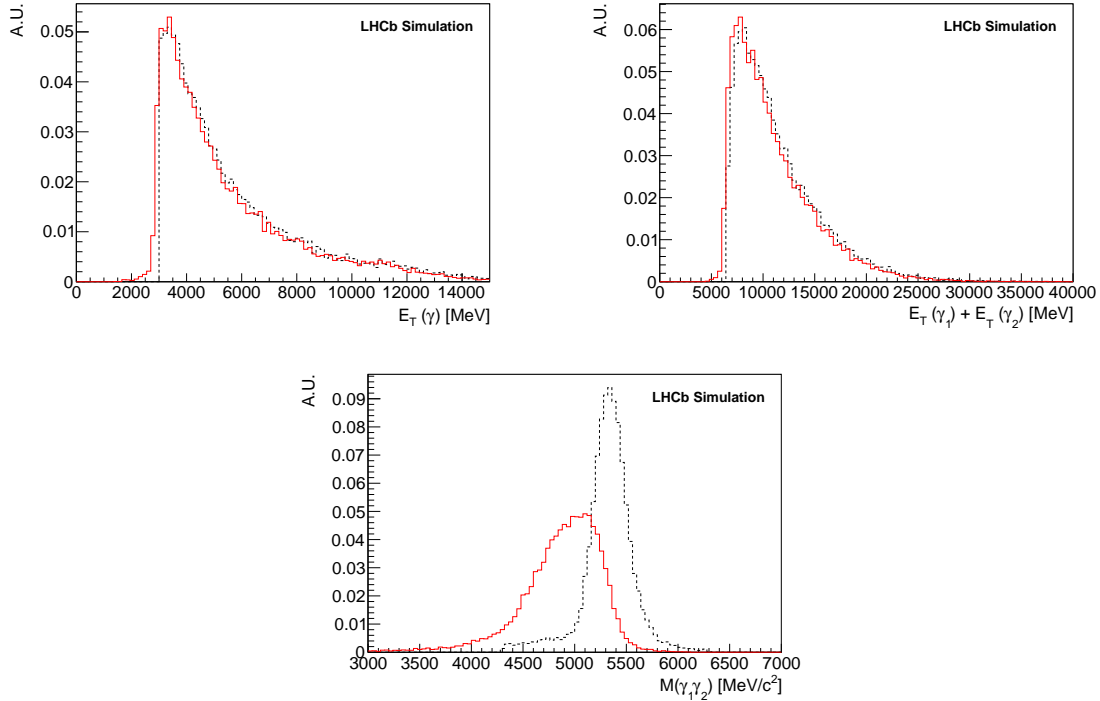 A.U.
LHCb Simulation
0.05
0.04
0.03
0.02
0.01
0
0 2000 4000 6000 8000 10000 12000 14000
E_T (γ) [MeV]
A.U.
LHCb Simulation
0.06
0.05
0.04
0.03
0.02
0.01
0
0 5000 10000 15000 20000 25000 30000 35000 40000
E_T (γ_1) + E_T (γ_2) [MeV]
A.U.
LHCb Simulation
0.09
0.08
0.07
0.06
0.05
0.04
0.03
0.02
0.01
0
3000 3500 4000 4500 5000 5500 6000 6500 7000
M(γ_1γ_2) [MeV/c²]